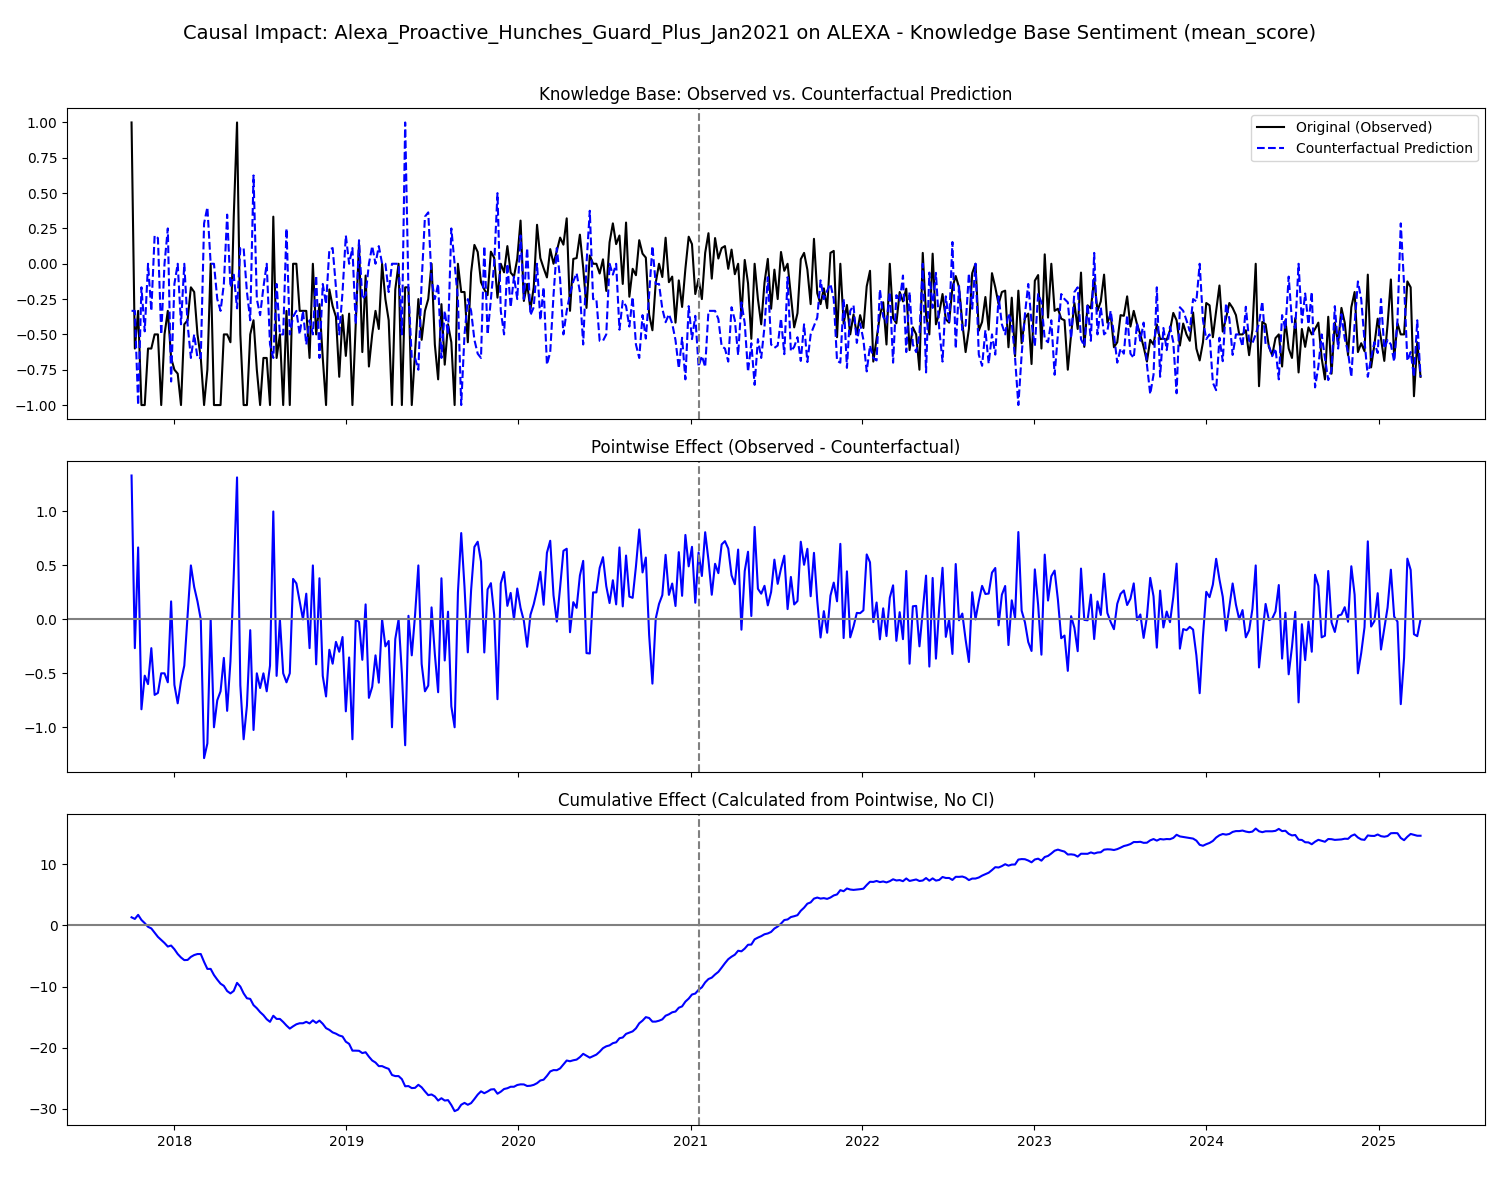 Causal Impact: Alexa_Proactive_Hunches_Guard_Plus_Jan2021 on ALEXA - Knowledge Base Sentiment (mean_score)
Knowledge Base: Observed vs. Counterfactual Prediction
Original (Observed)
Counterfactual Prediction
1.00
0.75
0.50
0.25
0.00
−0.25
−0.50
−0.75
−1.00
Pointwise Effect (Observed - Counterfactual)
1.0
0.5
0.0
−0.5
−1.0
Cumulative Effect (Calculated from Pointwise, No CI)
10
0
−10
−20
−30
2018 2019 2020 2021 2022 2023 2024 2025